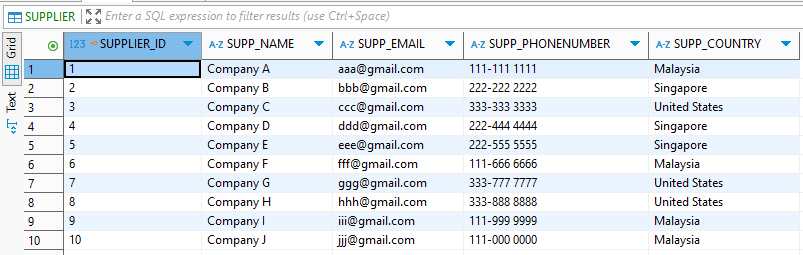 SUPPLIER Enter a SQL expression to filter results (use Ctrl+Space)
Grid
Text
123 SUPPLIER_ID A-Z SUPP_NAME A-Z SUPP_EMAIL A-Z SUPP_PHONENUMBER A-Z SUPP_COUNTRY
1 1 Company A aaa@gmail.com 111-111 1111 Malaysia
2 2 Company B bbb@gmail.com 222-222 2222 Singapore
3 3 Company C ccc@gmail.com 333-333 3333 United States
4 4 Company D ddd@gmail.com 222-444 4444 Singapore
5 5 Company E eee@gmail.com 222-555 5555 Singapore
6 6 Company F fff@gmail.com 111-666 6666 Malaysia
7 7 Company G ggg@gmail.com 333-777 7777 United States
8 8 Company H hhh@gmail.com 333-888 8888 United States
9 9 Company I iii@gmail.com 111-999 9999 Malaysia
10 10 Company J jjj@gmail.com 111-000 0000 Malaysia